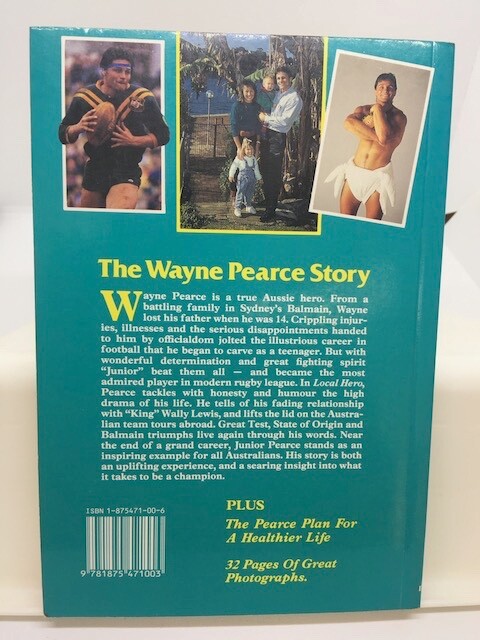 The Wayne Pearce Story
Wayne Pearce is a true Aussie hero. From a
battling family in Sydney's Balmain, Wayne
lost his father when he was 14. Crippling injur-
ies, illnesses and the serious disappointments handed
to him by officialdom jolted the illustrious career in
football that he began to carve as a teenager. But with
wonderful determination and great fighting spirit
"Junior" beat them all — and became the most
admired player in modern rugby league. In Local Hero,
Pearce tackles with honesty and humour the high
drama of his life. He tells of his fading relationship
with "King" Wally Lewis, and lifts the lid on the Austra-
lian team tours abroad. Great Test, State of Origin and
Balmain triumphs live again through his words. Near
the end of a grand career, Junior Pearce stands as an
inspiring example for all Australians. His story is both
an uplifting experience, and a searing insight into what
it takes to be a champion.
PLUS
The Pearce Plan For
A Healthier Life
32 Pages Of Great
Photographs.
ISBN 1-875471-00-6
9 781875 471003